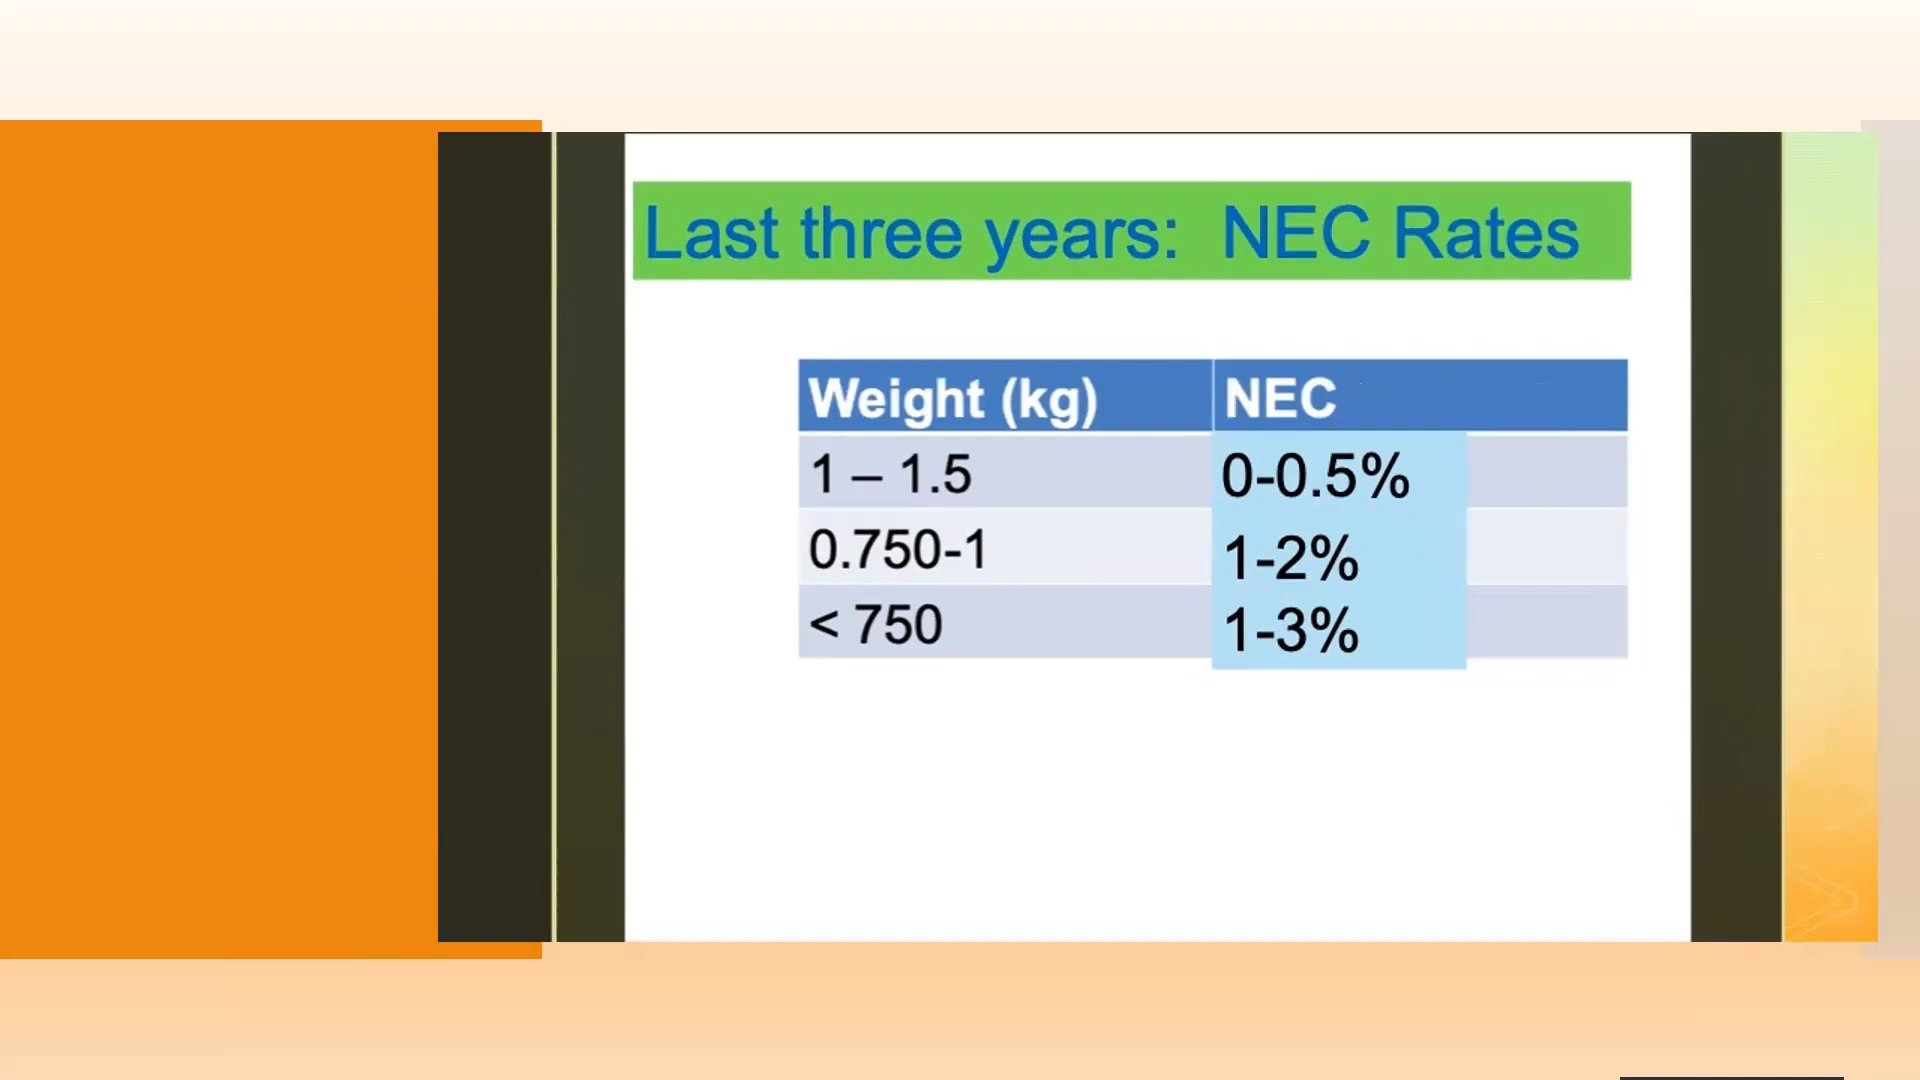 Last three years: NEC Rates
Weight (kg) NEC
1 – 1.5 0-0.5%
0.750-1 1-2%
< 750 1-3%